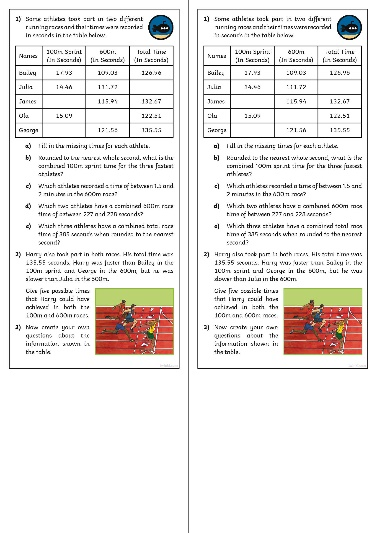 1) Some athletes took part in two different
running races and their times were recorded
in seconds in the table below.
Names 100m Sprint (In Seconds) 600m (In Seconds) Total Time (In Seconds)
Bailey 17.93 109.03 126.96
Julia 14.46 111.72
James 115.94 132.67
Ola 15.09 122.51
George 121.56 135.55
a) Fill in the missing times for each athlete.
b) Rounded to the nearest whole second, what is the
combined 100m sprint time for the three fastest
athletes?
c) Which athletes recorded a time of between 1.5 and
2 minutes in the 600m race?
d) Which two athletes have a combined 600m race
time of between 227 and 228 seconds?
e) Which three athletes have a combined total race
time of 385 seconds when rounded to the nearest
second?
2) Harry also took part in both races. His total time was
135.55 seconds. Harry was faster than Bailey in the
100m sprint and George in the 600m, but he was
slower than Julia in the 600m.
Give five possible times
that Harry could have
achieved in both the
100m and 600m races.
3) Now create your own
questions about the
information shown in
the table.
1) Some athletes took part in two different
running races and their times were recorded
in seconds in the table below.
Names 100m Sprint (In Seconds) 600m (In Seconds) Total Time (In Seconds)
Bailey 17.93 109.03 126.96
Julia 14.46 111.72
James 115.94 132.67
Ola 15.09 122.51
George 121.56 135.55
a) Fill in the missing times for each athlete.
b) Rounded to the nearest whole second, what is the
combined 100m sprint time for the three fastest
athletes?
c) Which athletes recorded a time of between 1.5 and
2 minutes in the 600m race?
d) Which two athletes have a combined 600m race
time of between 227 and 228 seconds?
e) Which three athletes have a combined total race
time of 385 seconds when rounded to the nearest
second?
2) Harry also took part in both races. His total time was
135.55 seconds. Harry was faster than Bailey in the
100m sprint and George in the 600m, but he was
slower than Julia in the 600m.
Give five possible times
that Harry could have
achieved in both the
100m and 600m races.
3) Now create your own
questions about the
information shown in
the table.